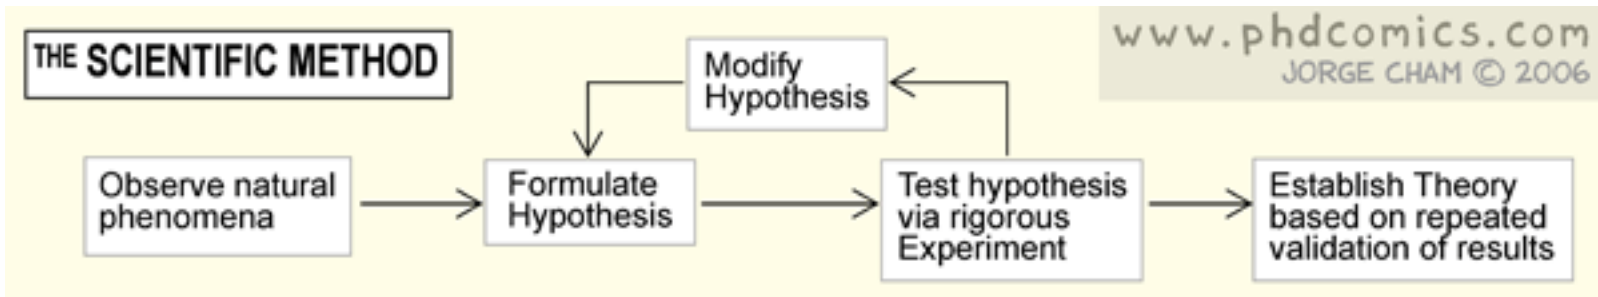 THE SCIENTIFIC METHOD
www.phdcomics.com
JORGE CHAM © 2006
Modify
Hypothesis
Observe natural
phenomena
Formulate
Hypothesis
Test hypothesis
via rigorous
Experiment
Establish Theory
based on repeated
validation of results